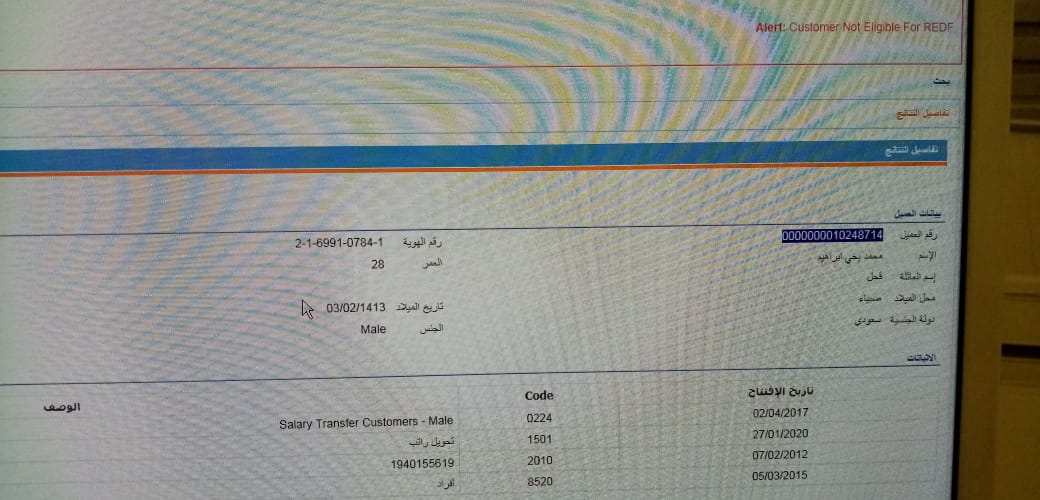 Alert: Customer Not Eligible For REDF
بحث
تفاصيل النتائج
تفاصيل النتائج
بيانات العميل
رقم العميل 0000000010248714 رقم الهوية 2-1-6991-0784-1
الإسم محمد يحي ابراهيم العمر 28
إسم العائلة فحل
محل الميلاد صبياء تاريخ الميلاد 03/02/1413
دولة الجنسية سعودي الجنس Male
الاثباتات
تاريخ الإفتتاح Code الوصف
02/04/2017 0224 Salary Transfer Customers - Male
27/01/2020 1501 تحويل راتب
07/02/2012 2010 1940155619
05/03/2015 8520 أفراد